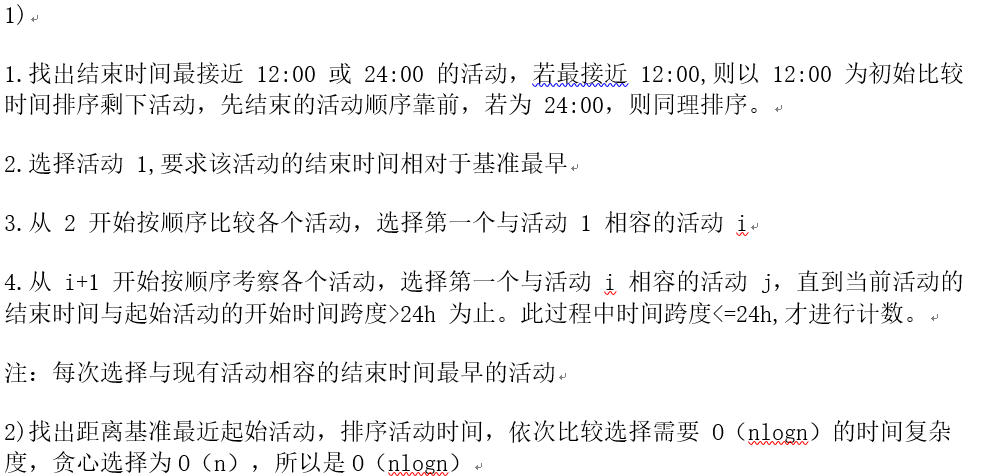 1)
1.找出结束时间最接近 12:00 或 24:00 的活动，若最接近 12:00,则以 12:00 为初始比较
时间排序剩下活动，先结束的活动顺序靠前，若为 24:00，则同理排序。
2.选择活动 1,要求该活动的结束时间相对于基准最早
3.从 2 开始按顺序比较各个活动，选择第一个与活动 1 相容的活动 i
4.从 i+1 开始按顺序考察各个活动，选择第一个与活动 i 相容的活动 j，直到当前活动的
结束时间与起始活动的开始时间跨度>24h 为止。此过程中时间跨度<=24h,才进行计数。
注：每次选择与现有活动相容的结束时间最早的活动
2)找出距离基准最近起始活动，排序活动时间，依次比较选择需要 O（nlogn）的时间复杂
度，贪心选择为O（n），所以是O（nlogn）